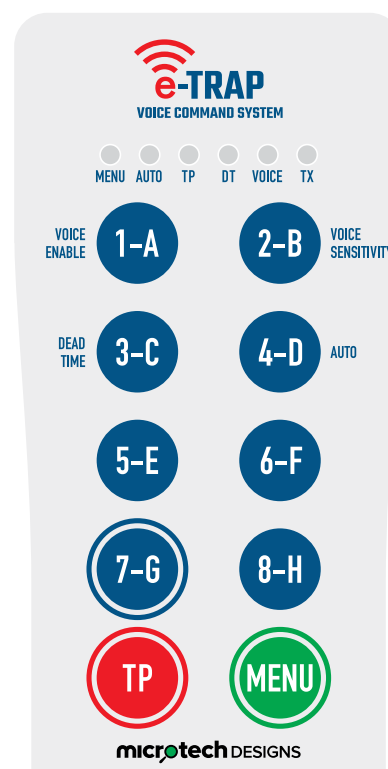 e-TRAP
VOICE COMMAND SYSTEM
MENU AUTO TP DT VOICE TX
VOICE
ENABLE
1-A
2-B
VOICE
SENSITIVITY
DEAD
TIME
3-C
4-D
AUTO
5-E
6-F
7-G
8-H
TP
MENU
microtech DESIGNS